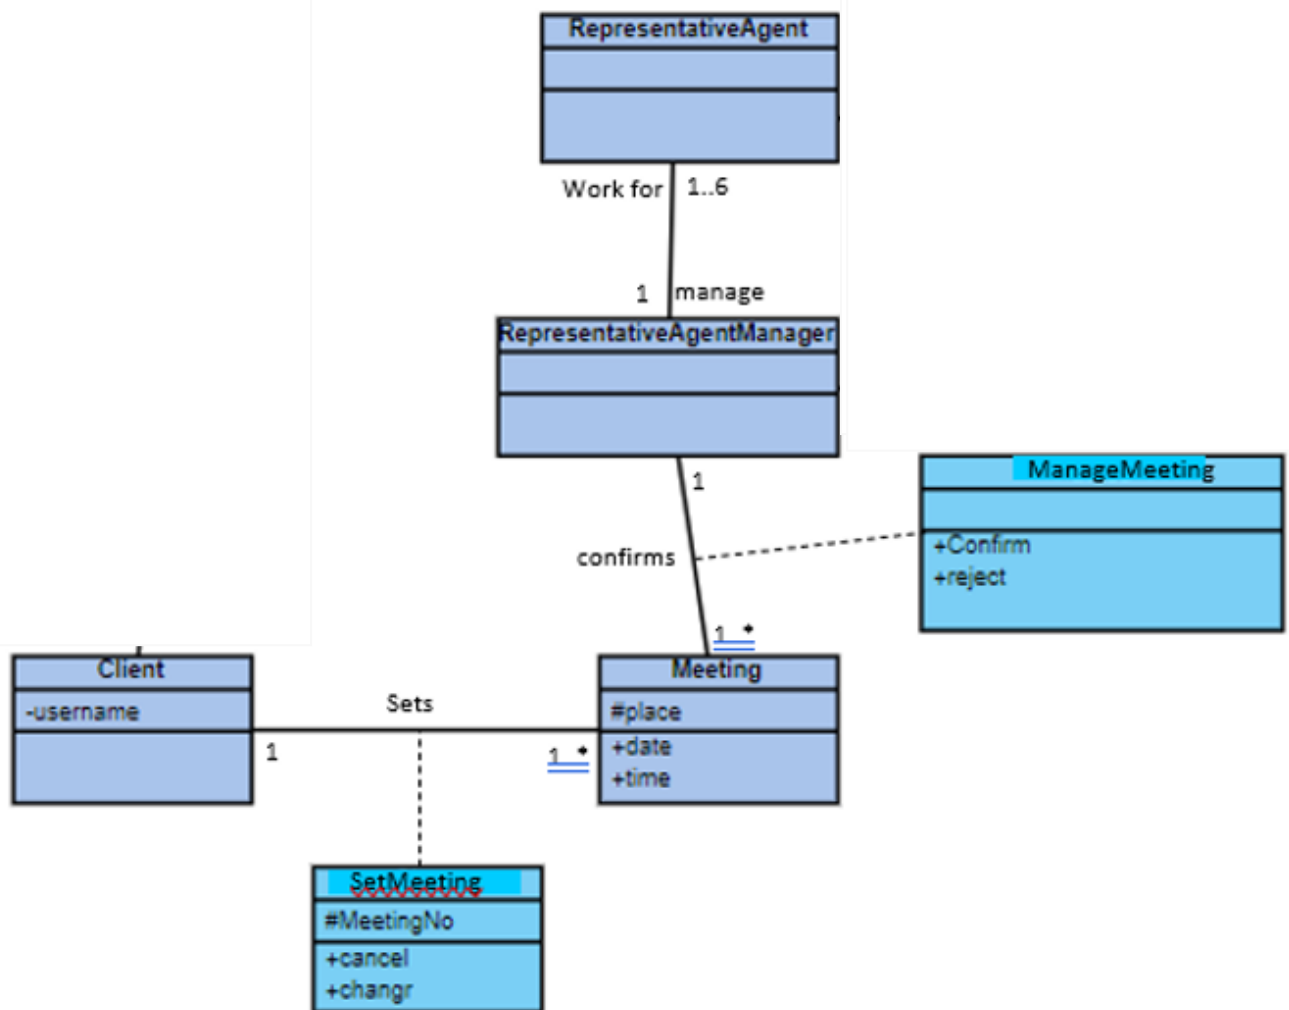 RepresentativeAgent
Work for 1..6
1 manage
RepresentativeAgentManager
1
ManageMeeting
+Confirm
+reject
confirms
1 *
Client
-username
Sets
1
1 *
Meeting
#place
+date
+time
SetMeeting
#MeetingNo
+cancel
+changr